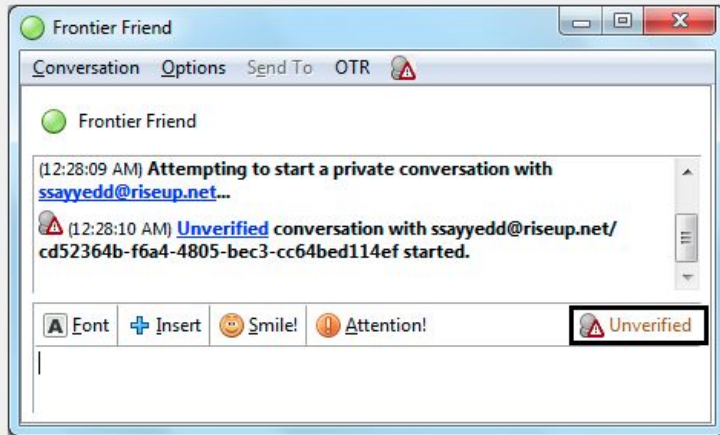 Frontier Friend
Conversation Options Send To OTR
Frontier Friend
(12:28:09 AM) Attempting to start a private conversation with
ssayyedd@riseup.net...
(12:28:10 AM) Unverified conversation with ssayyedd@riseup.net/
cd52364b-f6a4-4805-bec3-cc64bed114ef started.
A Font Insert Smile! Attention! Unverified